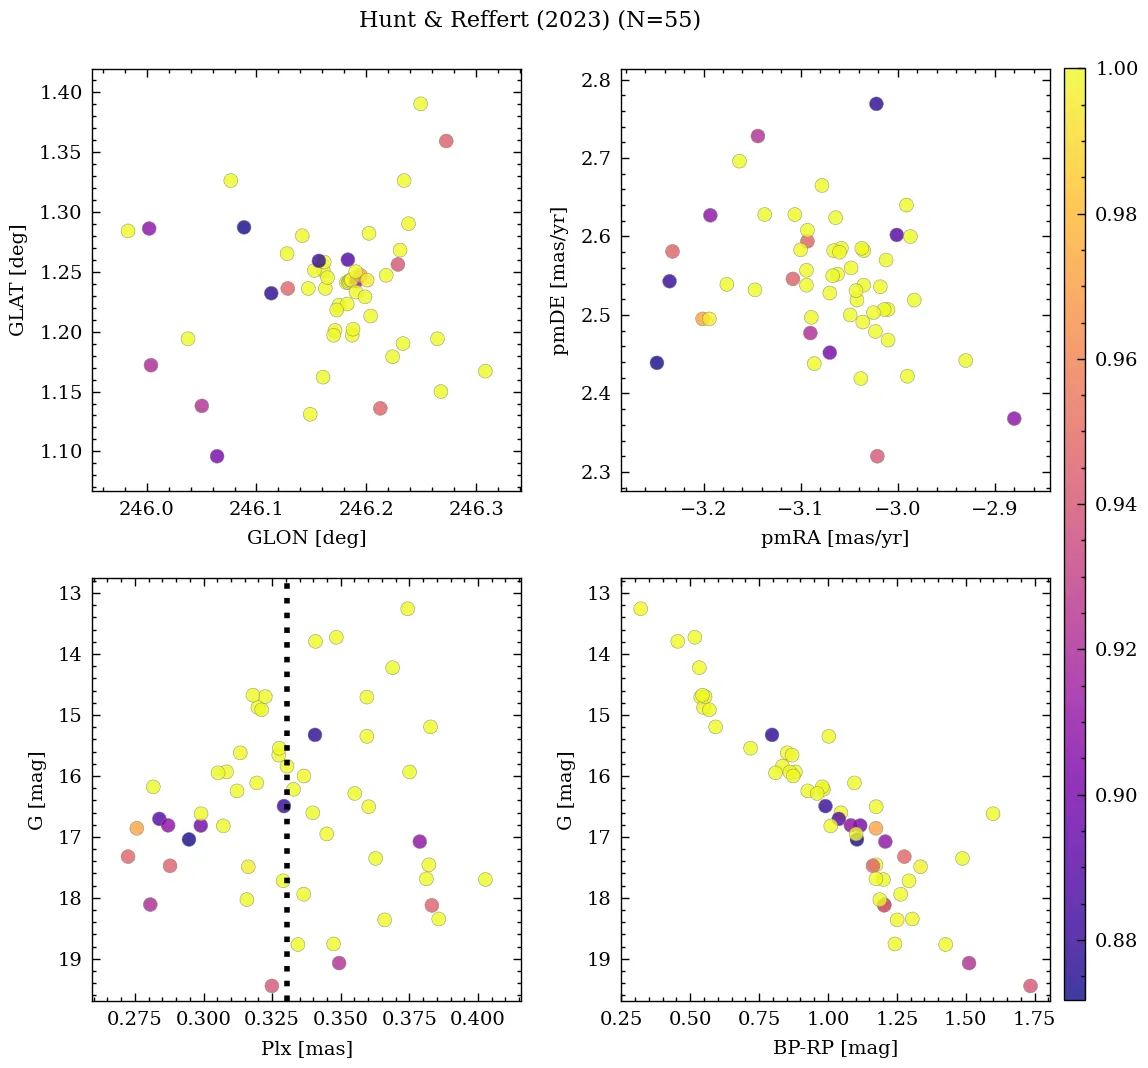 Hunt & Reffert (2023) (N=55)
1.40
1.35
1.30
1.25
1.20
1.15
1.10
GLAT [deg]
246.0 246.1 246.2 246.3
GLON [deg]
2.8
2.7
2.6
2.5
2.4
2.3
pmDE [mas/yr]
−3.2 −3.1 −3.0 −2.9
pmRA [mas/yr]
13
14
15
16
17
18
19
G [mag]
0.275 0.300 0.325 0.350 0.375 0.400
Plx [mas]
13
14
15
16
17
18
19
G [mag]
0.25 0.50 0.75 1.00 1.25 1.50 1.75
BP-RP [mag]
1.00
0.98
0.96
0.94
0.92
0.90
0.88